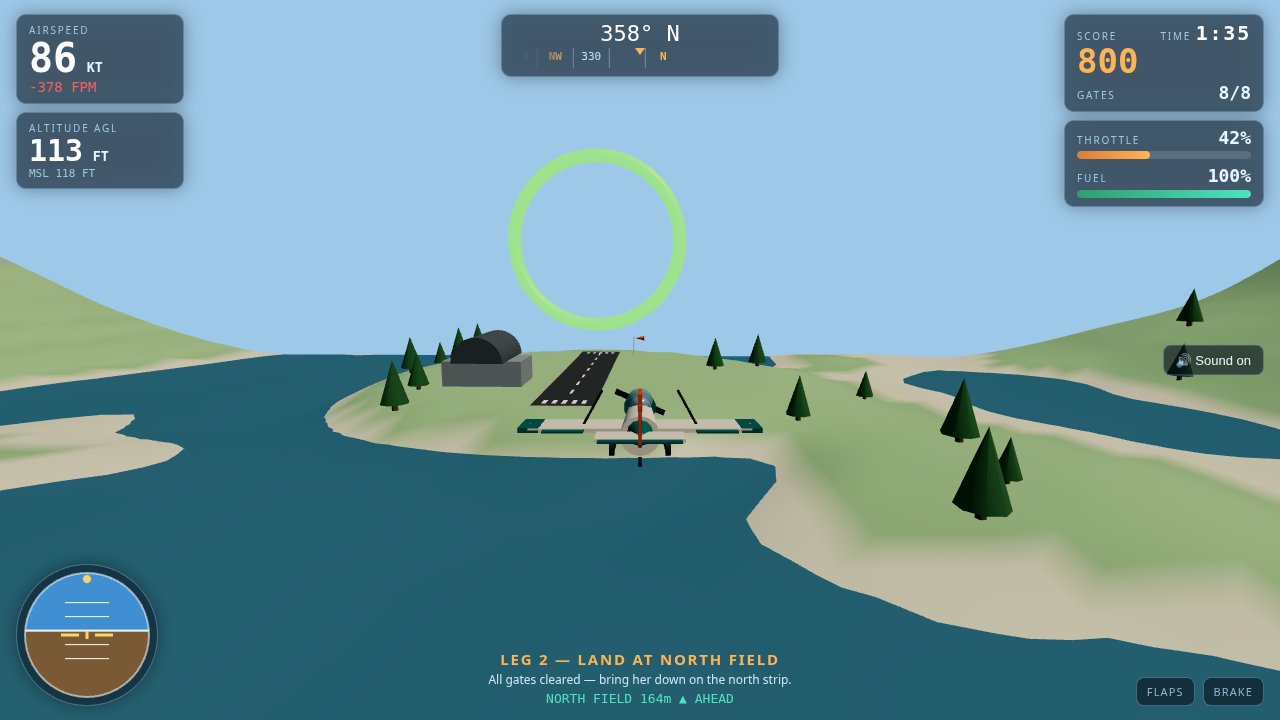 AIRSPEED
86 KT
-378 FPM
ALTITUDE AGL
113 FT
MSL 118 FT
358° N
NW 330 N
SCORE TIME 1:35
800
GATES 8/8
THROTTLE 42%
FUEL 100%
🔊 Sound on
LEG 2 — LAND AT NORTH FIELD
All gates cleared — bring her down on the north strip.
NORTH FIELD 164m ▲ AHEAD
FLAPS BRAKE